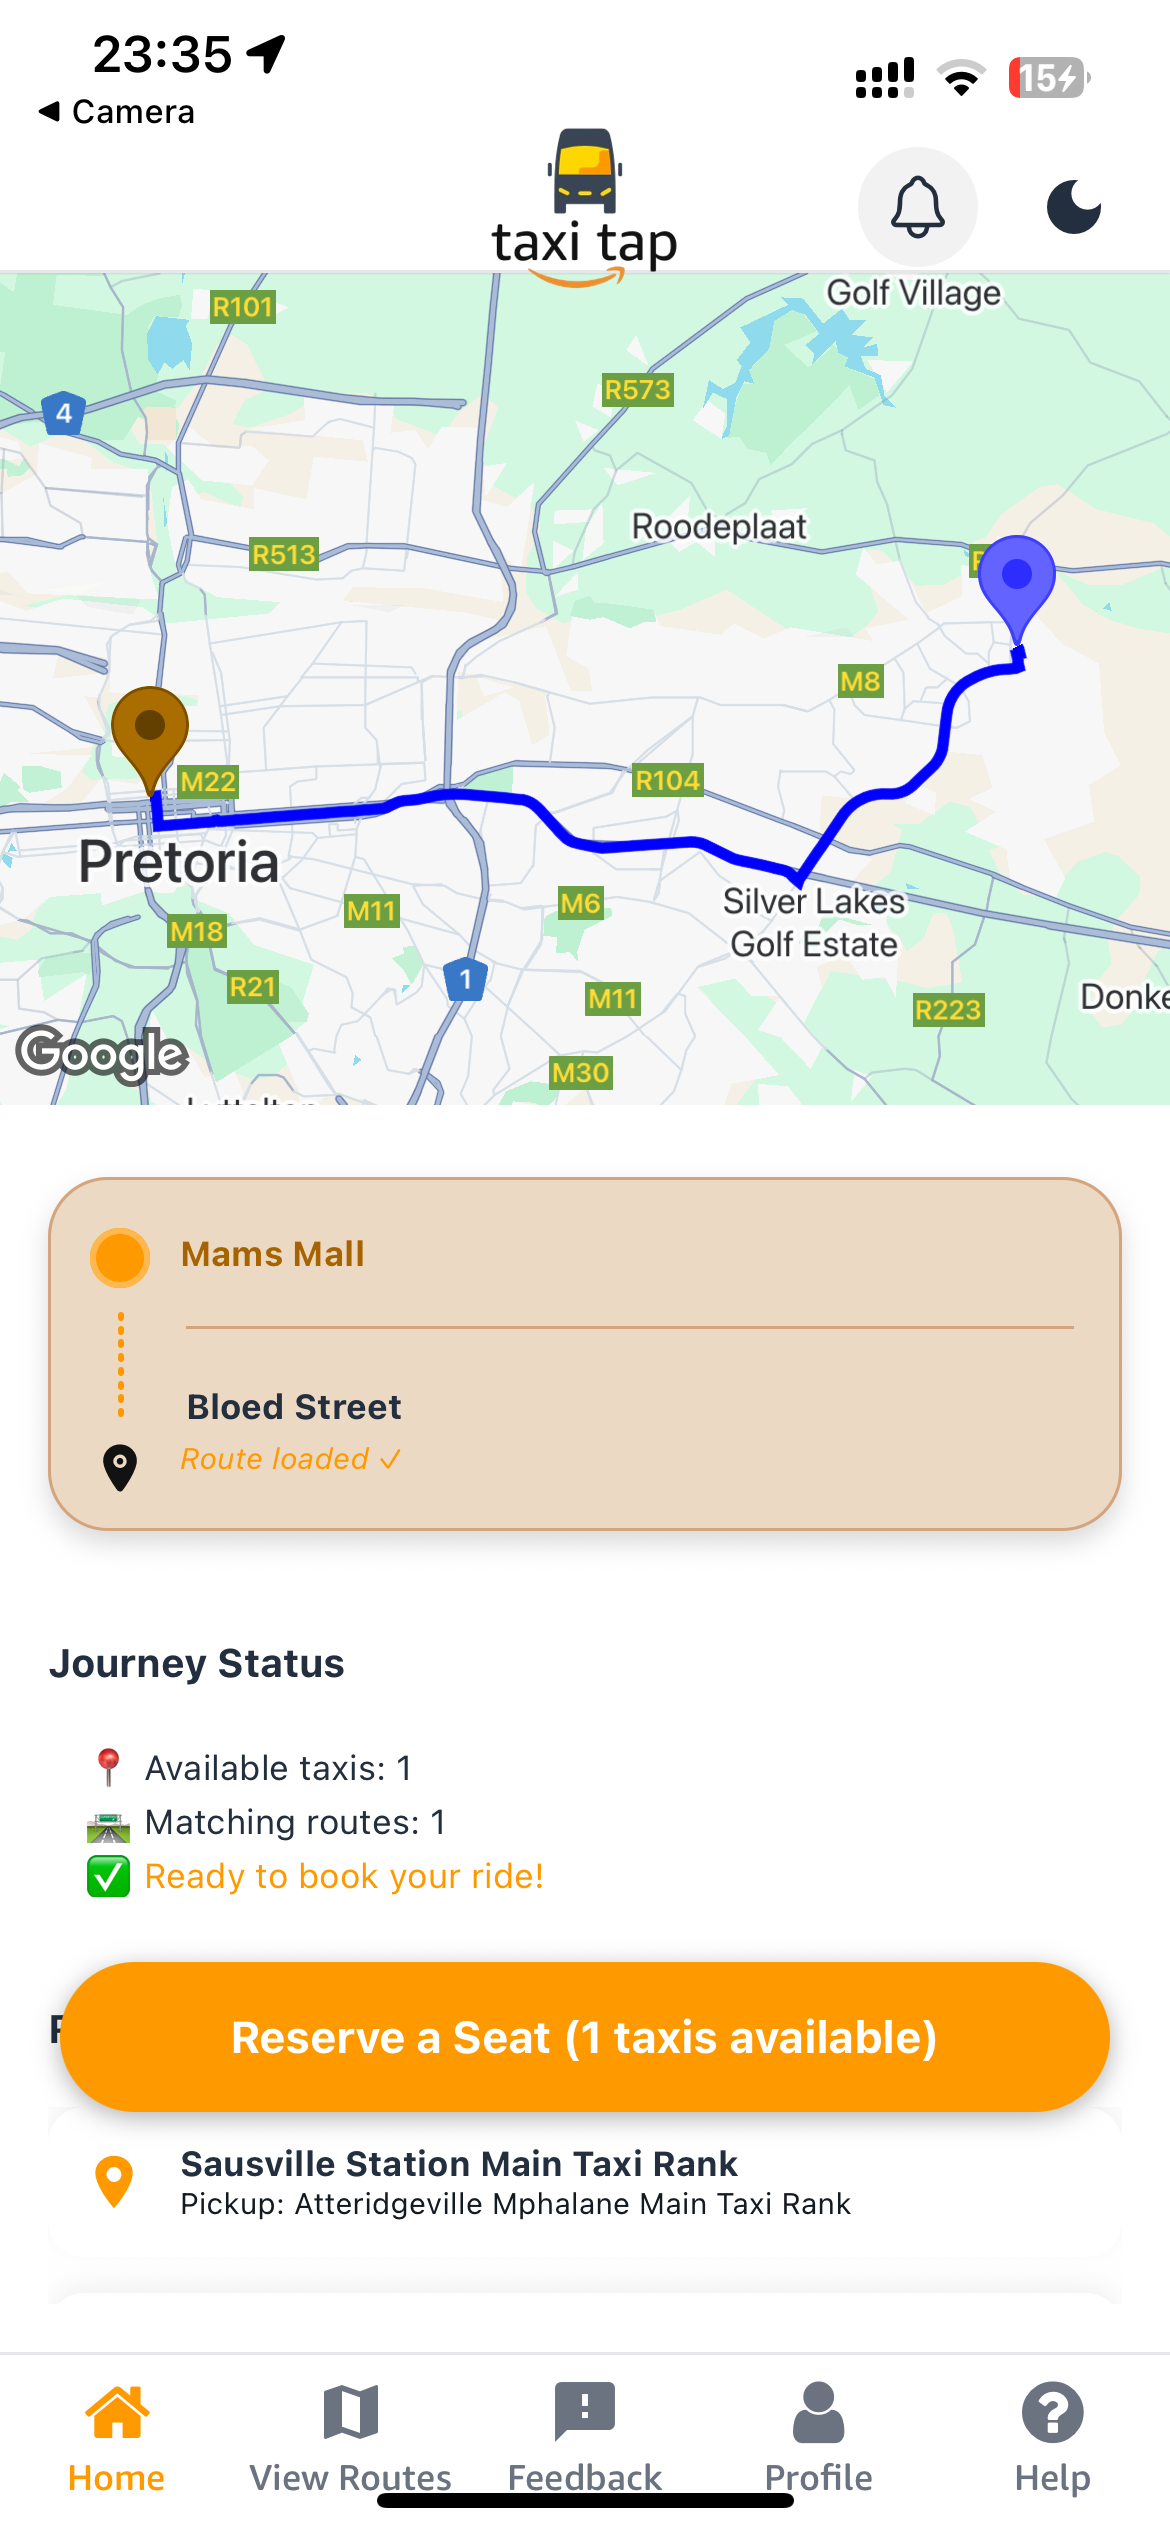 23:35
Camera
15
taxi tap
Golf Village
R101
R573
4
Roodeplaat
R513
M8
M22
R104
Pretoria
Silver Lakes
Golf Estate
M11
M6
M18
1
R21
M11
R223
Donke
Google
M30
Mams Mall
Bloed Street
Route loaded ✓
Journey Status
Available taxis: 1
Matching routes: 1
Ready to book your ride!
Reserve a Seat (1 taxis available)
Sausville Station Main Taxi Rank
Pickup: Atteridgeville Mphalane Main Taxi Rank
Home
View Routes
Feedback
Profile
Help